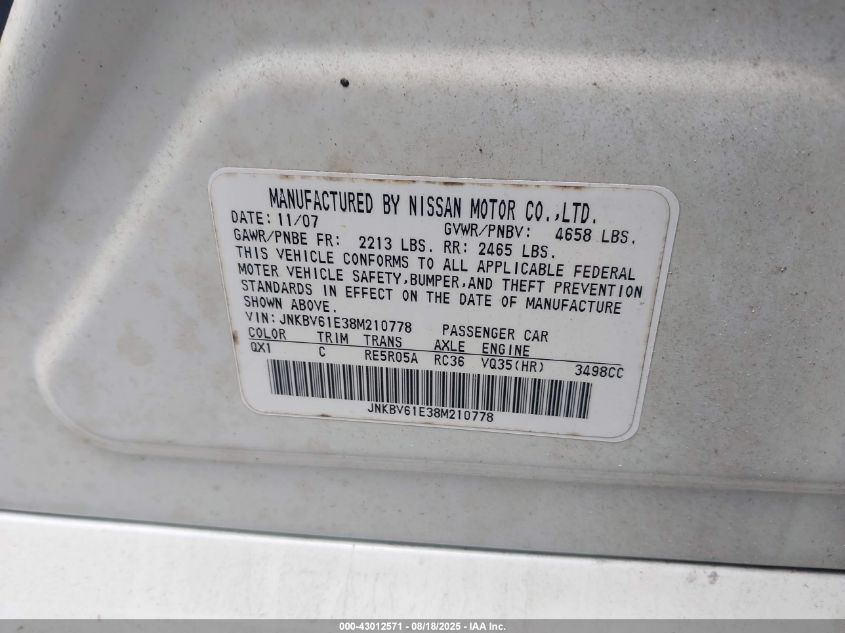 MANUFACTURED BY NISSAN MOTOR CO.,LTD.
DATE: 11/07 GVWR/PNBV: 4658 LBS.
GAWR/PNBE FR: 2213 LBS. RR: 2465 LBS.
THIS VEHICLE CONFORMS TO ALL APPLICABLE FEDERAL
MOTER VEHICLE SAFETY,BUMPER,AND THEFT PREVENTION
STANDARDS IN EFFECT ON THE DATE OF MANUFACTURE
SHOWN ABOVE.
VIN:JNKBV61E38M210778 PASSENGER CAR
COLOR TRIM TRANS AXLE ENGINE
QX1 C RE5R05A RC36 VQ35(HR) 3498CC
JNKBV61E38M210778
000-43012571 - 08/18/2025 - IAA Inc.